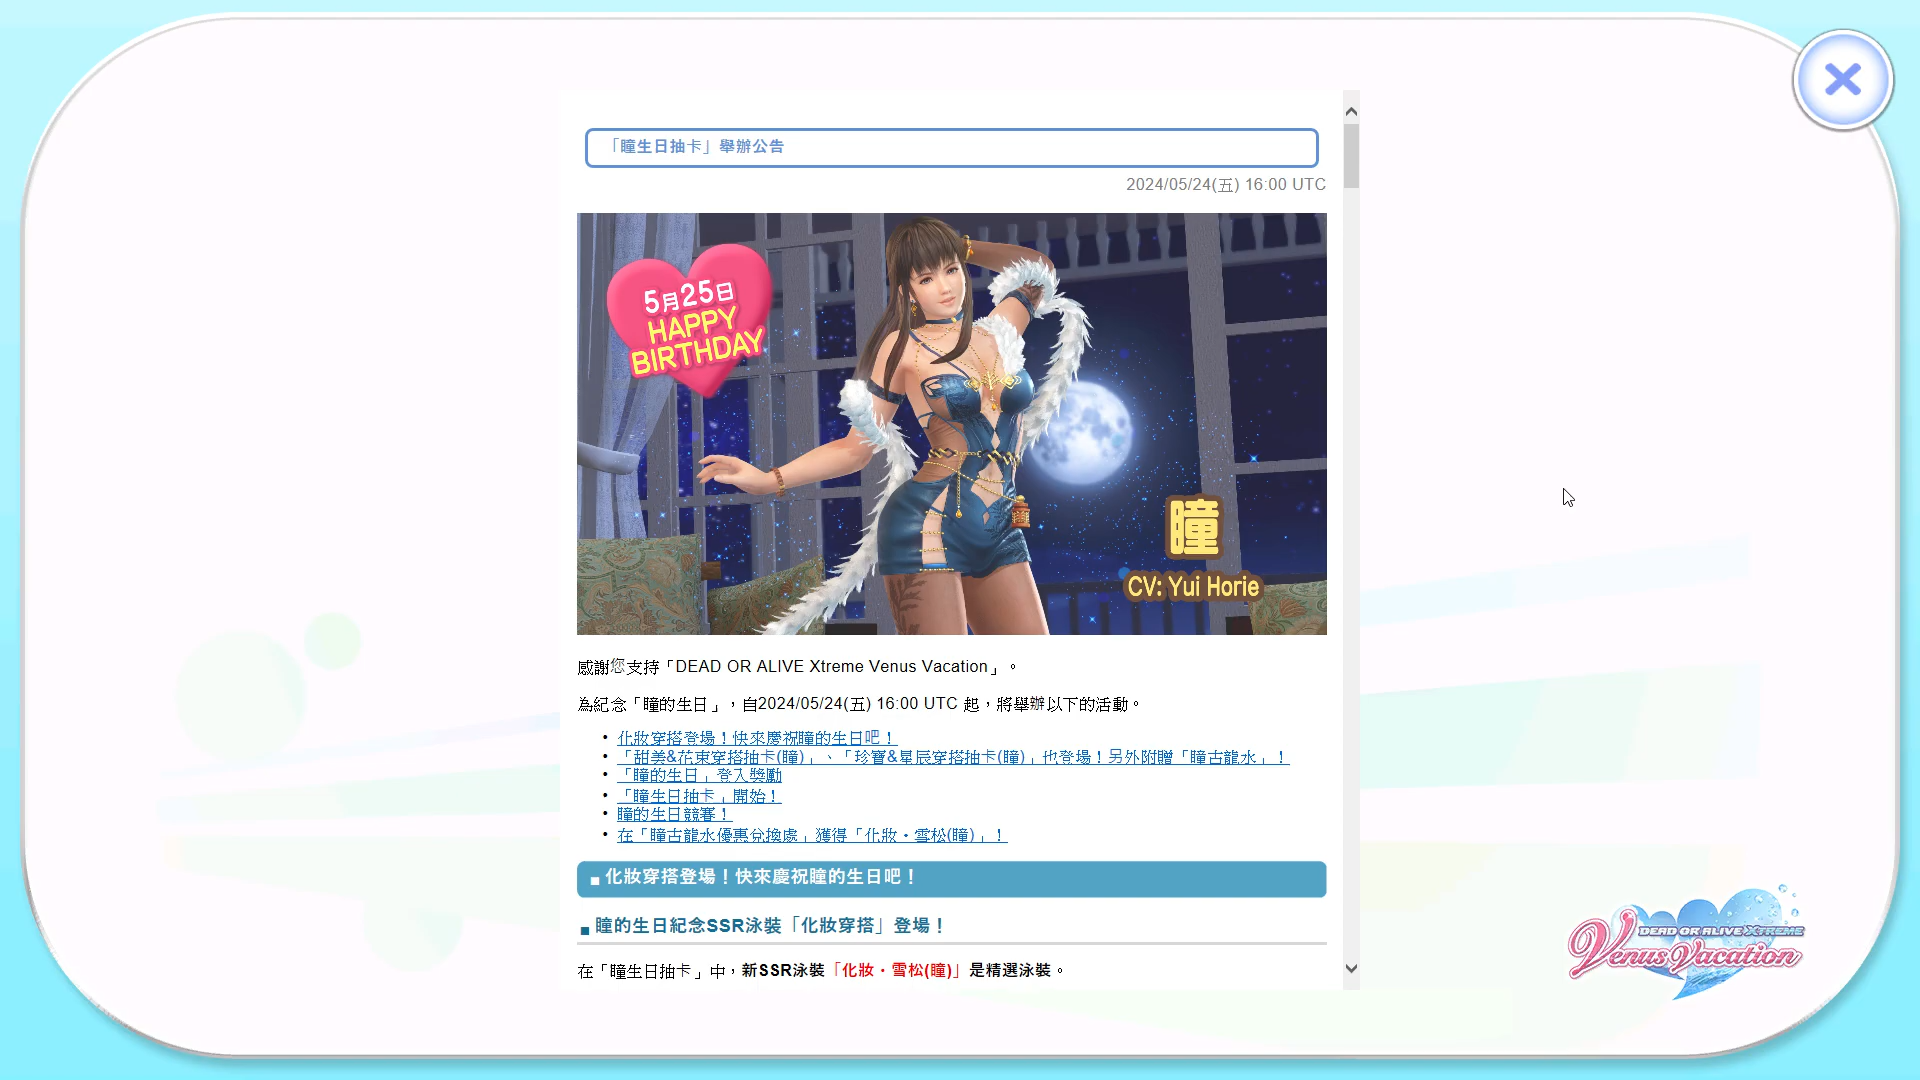 「瞳生日抽卡」舉辦公告
2024/05/24(五) 16:00 UTC
5月25日
HAPPY
BIRTHDAY
瞳
CV: Yui Horie
感謝您支持「DEAD OR ALIVE Xtreme Venus Vacation」。
為紀念「瞳的生日」，自2024/05/24(五) 16:00 UTC 起，將舉辦以下的活動。
• 化妝穿搭登場！快來慶祝瞳的生日吧！
• 「甜美&花束穿搭抽卡(瞳)」、「珍寶&星辰穿搭抽卡(瞳)」也登場！另外附贈「瞳古龍水」！
• 「瞳的生日」登入獎勵
• 「瞳生日抽卡」開始！
• 瞳的生日競賽！
• 在「瞳古龍水優惠兌換處」獲得「化妝・雪松(瞳)」！
■ 化妝穿搭登場！快來慶祝瞳的生日吧！
■ 瞳的生日紀念SSR泳裝「化妝穿搭」登場！
在「瞳生日抽卡」中，新SSR泳裝「化妝・雪松(瞳)」是精選泳裝。
DEAD OR ALIVE XTREME
Venus Vacation